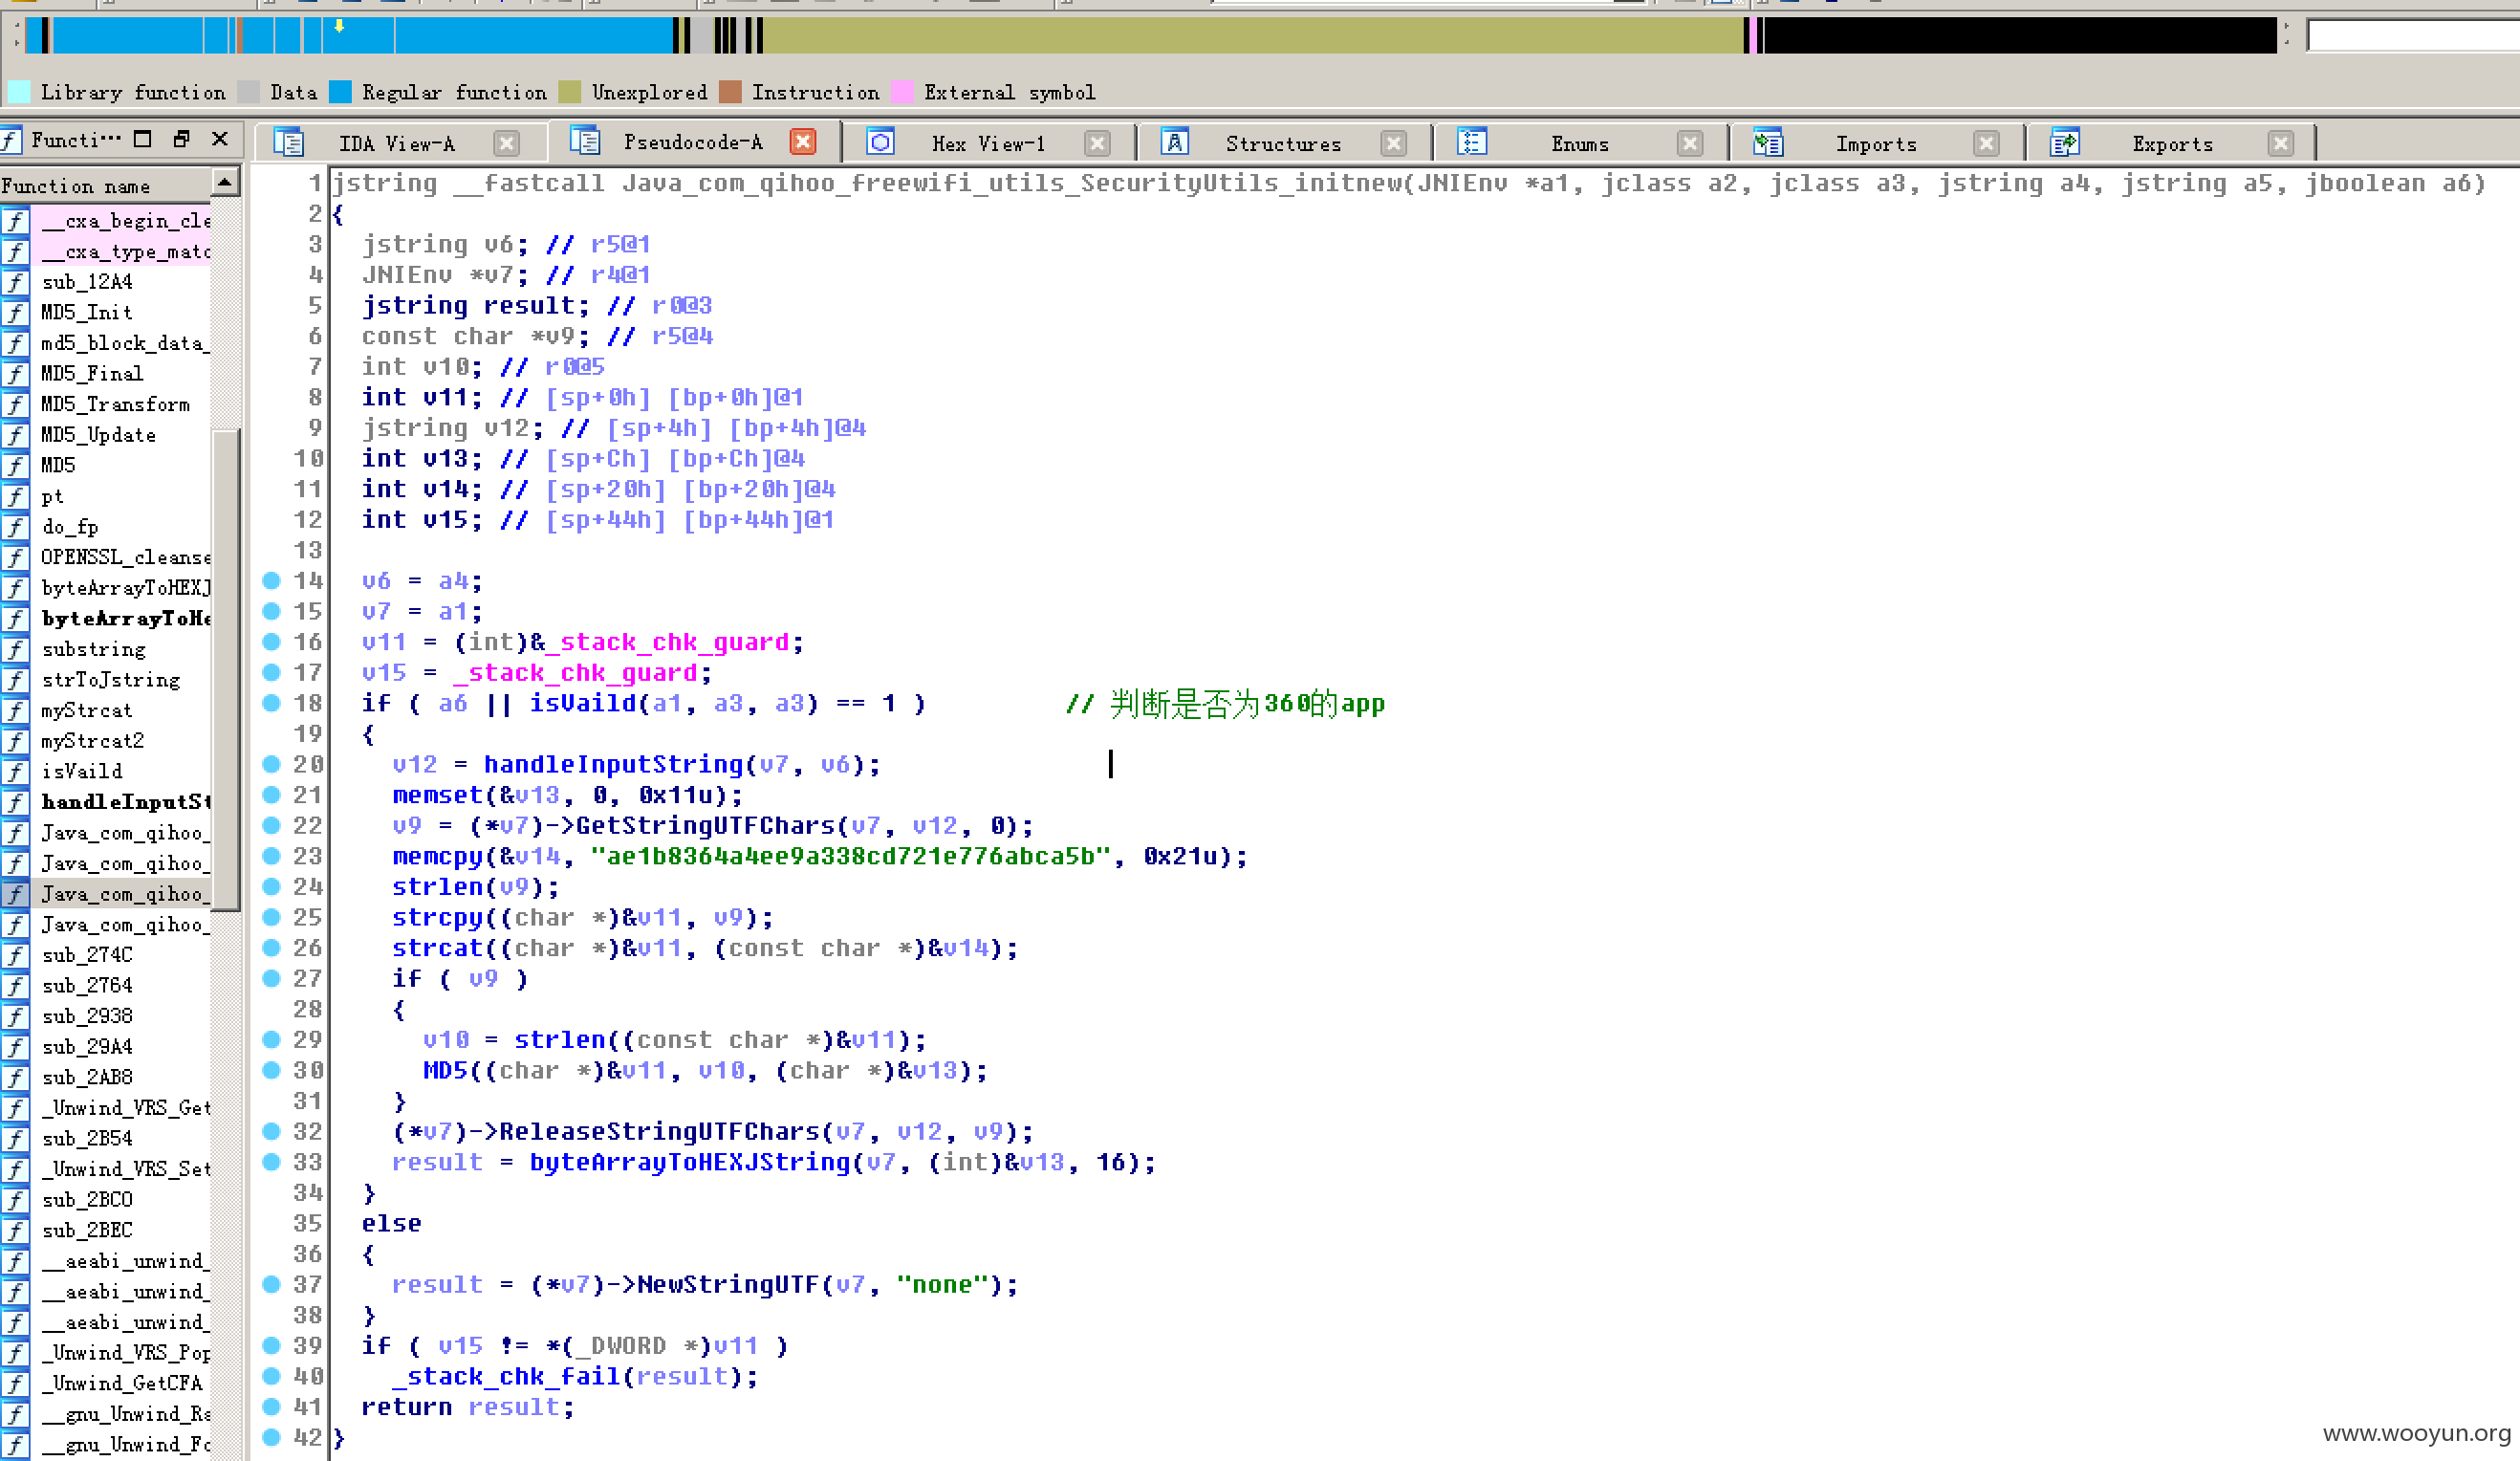 Library function Data Regular function Unexplored Instruction External symbol
Functi···
IDA View-A Pseudocode-A Hex View-1 Structures Enums Imports Exports
Function name
__cxa_begin_cle
__cxa_type_matc
sub_12A4
MD5_Init
md5_block_data_
MD5_Final
MD5_Transform
MD5_Update
MD5
pt
do_fp
OPENSSL_cleanse
byteArrayToHEXJ
byteArrayToHe
substring
strToJstring
myStrcat
myStrcat2
isVaild
handleInputSt
Java_com_qihoo_
Java_com_qihoo_
Java_com_qihoo_
Java_com_qihoo_
sub_274C
sub_2764
sub_2938
sub_29A4
sub_2AB8
_Unwind_VRS_Get
sub_2B54
_Unwind_VRS_Set
sub_2BC0
sub_2BEC
__aeabi_unwind_
__aeabi_unwind_
__aeabi_unwind_
_Unwind_VRS_Pop
_Unwind_GetCFA
__gnu_Unwind_Re
__gnu_Unwind_Fo
1 jstring __fastcall Java_com_qihoo_freewifi_utils_SecurityUtils_initnew(JNIEnv *a1, jclass a2, jclass a3, jstring a4, jstring a5, jboolean a6)
2 {
3 jstring v6; // r5@1
4 JNIEnv *v7; // r4@1
5 jstring result; // r0@3
6 const char *v9; // r5@4
7 int v10; // r0@5
8 int v11; // [sp+0h] [bp+0h]@1
9 jstring v12; // [sp+4h] [bp+4h]@4
10 int v13; // [sp+Ch] [bp+Ch]@4
11 int v14; // [sp+20h] [bp+20h]@4
12 int v15; // [sp+44h] [bp+44h]@1
13
14 v6 = a4;
15 v7 = a1;
16 v11 = (int)&_stack_chk_guard;
17 v15 = _stack_chk_guard;
18 if ( a6 || isVaild(a1, a3, a3) == 1 ) // 判断是否为360的app
19 {
20 v12 = handleInputString(v7, v6);
21 memset(&v13, 0, 0x11u);
22 v9 = (*v7)->GetStringUTFChars(v7, v12, 0);
23 memcpy(&v14, "ae1b8364a4ee9a338cd721e776abca5b", 0x21u);
24 strlen(v9);
25 strcpy((char *)&v11, v9);
26 strcat((char *)&v11, (const char *)&v14);
27 if ( v9 )
28 {
29 v10 = strlen((const char *)&v11);
30 MD5((char *)&v11, v10, (char *)&v13);
31 }
32 (*v7)->ReleaseStringUTFChars(v7, v12, v9);
33 result = byteArrayToHEXJString(v7, (int)&v13, 16);
34 }
35 else
36 {
37 result = (*v7)->NewStringUTF(v7, "none");
38 }
39 if ( v15 != *(_DWORD *)v11 )
40 _stack_chk_fail(result);
41 return result;
42 }
www.wooyun.org